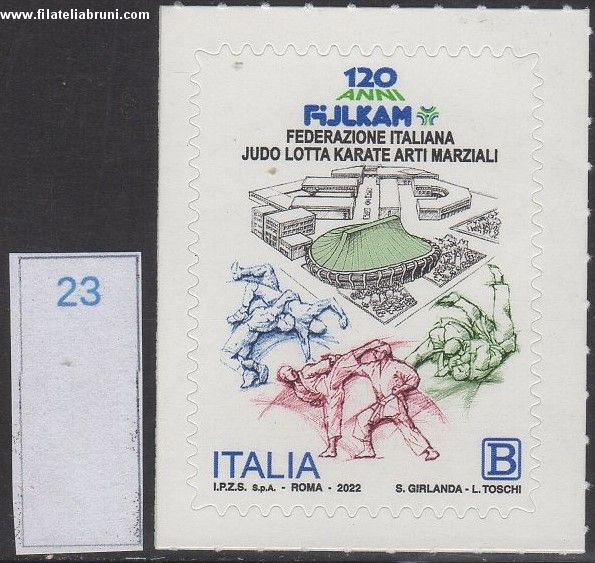 www.filateliabruni.com
120
ANNI
FIJLKAM
FEDERAZIONE ITALIANA
JUDO LOTTA KARATE ARTI MARZIALI
23
ITALIA
B
I.P.Z.S. S.p.A. - ROMA - 2022
S. GIRLANDA - L. TOSCHI